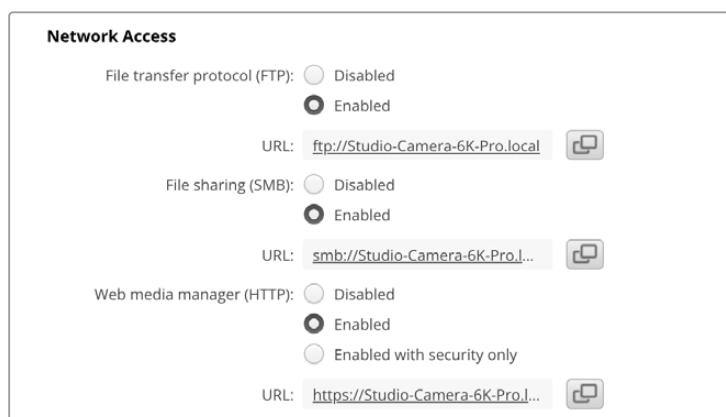 Network Access
File transfer protocol (FTP): Disabled
Enabled
URL: ftp://Studio-Camera-6K-Pro.local
File sharing (SMB): Disabled
Enabled
URL: smb://Studio-Camera-6K-Pro.l...
Web media manager (HTTP): Disabled
Enabled
Enabled with security only
URL: https://Studio-Camera-6K-Pro.l...